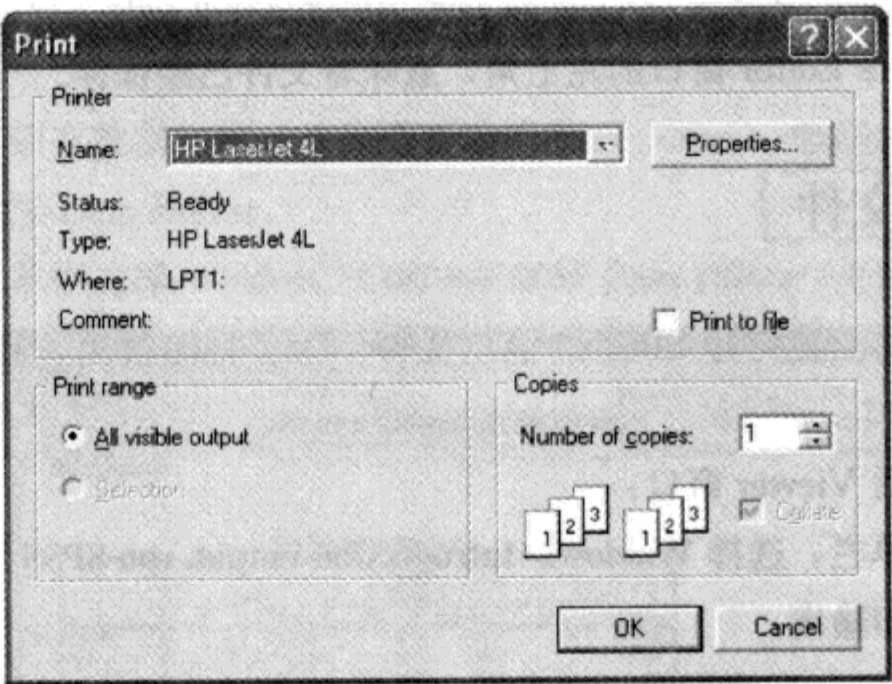 Print
Printer
Name: HP LaserJet 4L Properties...
Status: Ready
Type: HP LaserJet 4L
Where: LPT1:
Comment: Print to file
Print range
All visible output
Selection
Copies
Number of copies: 1
1 2 3 1 2 3
Collate
OK Cancel
Viewer